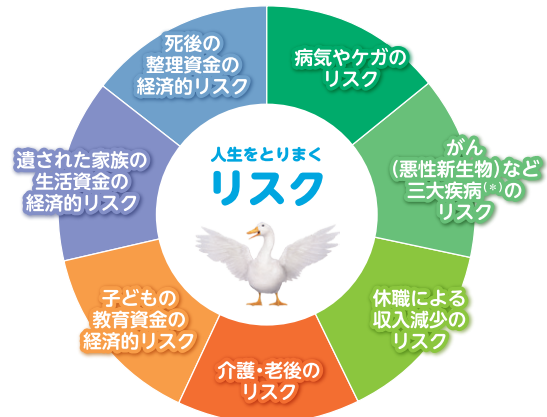 人生をとりまく
リスク
病気やケガの
リスク
がん
（悪性新生物）など
三大疾病（＊）の
リスク
休職による
収入減少の
リスク
介護・老後の
リスク
子どもの
教育資金の
経済的リスク
遺された家族の
生活資金の
経済的リスク
死後の
整理資金の
経済的リスク